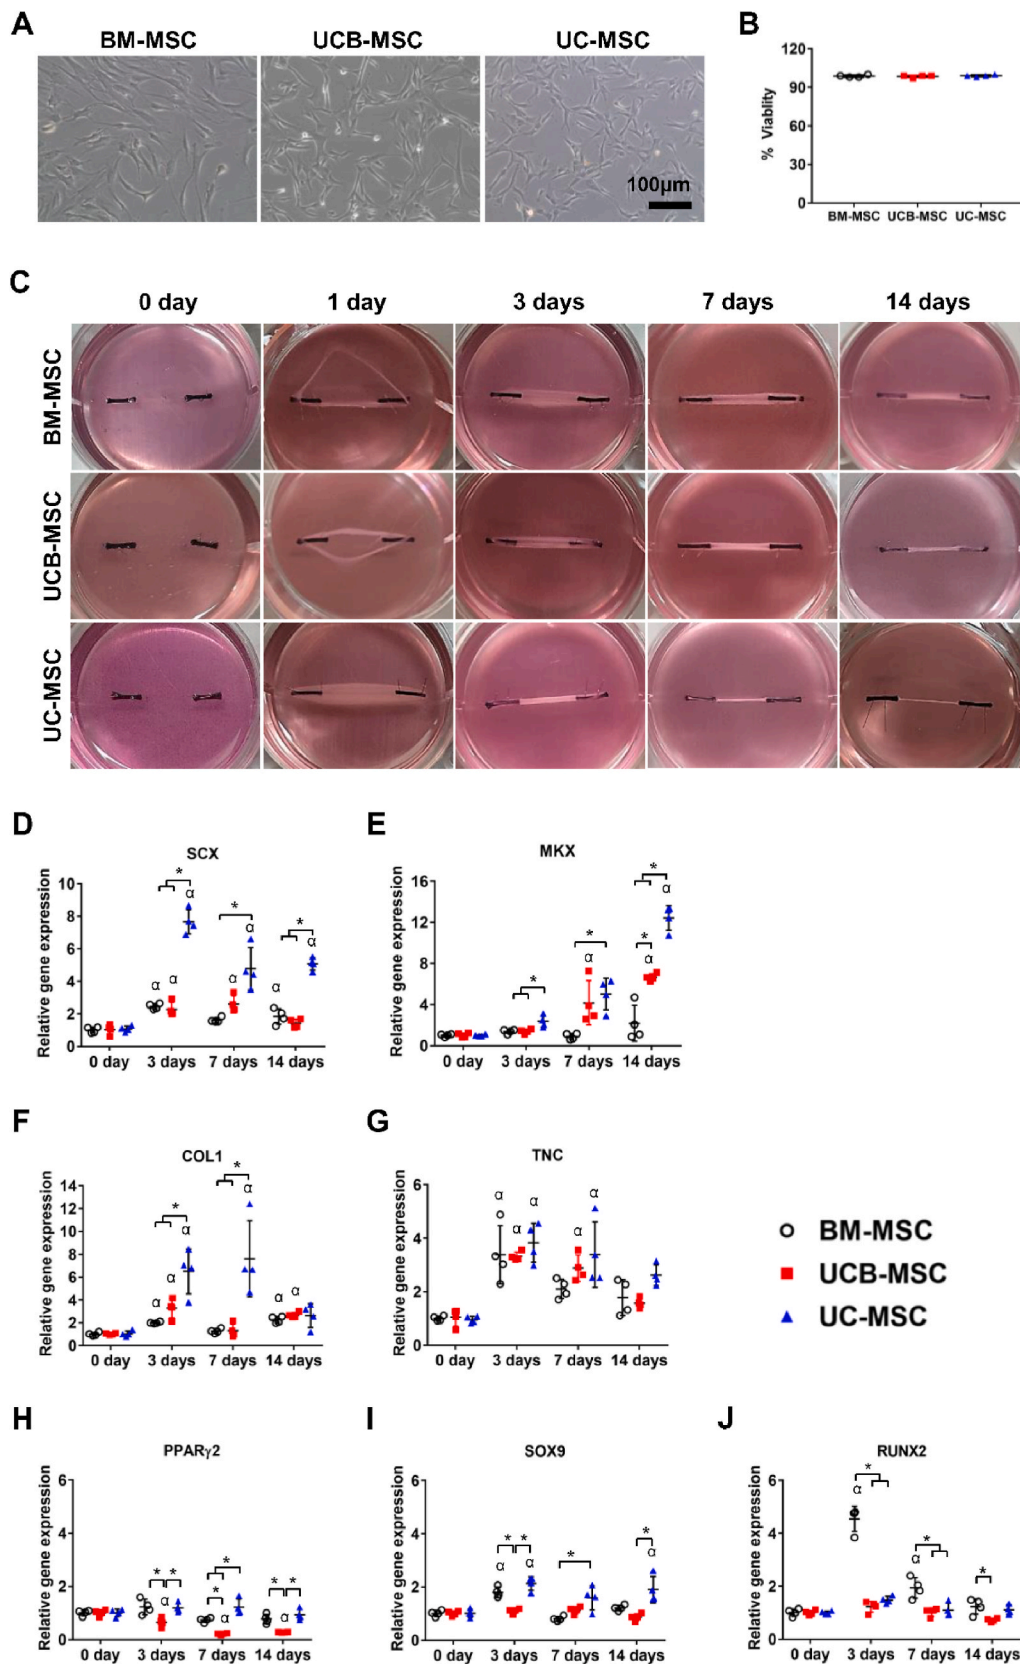 A
BM-MSC UCB-MSC UC-MSC
100μm
B
120
90
60
30
0
% Viablity
BM-MSC UCB-MSC UC-MSC
C
0 day 1 day 3 days 7 days 14 days
BM-MSC
UCB-MSC
UC-MSC
D
SCX
Relative gene expression
10
8
6
4
2
0
* * *
α α α α α α α
0 day 3 days 7 days 14 days
E
MKX
Relative gene expression
16
12
8
4
0
* * * *
α α α
0 day 3 days 7 days 14 days
F
COL1
Relative gene expression
14
12
10
8
6
4
2
0
* *
α α α α α α
0 day 3 days 7 days 14 days
G
TNC
Relative gene expression
6
4
2
0
α α α α α
0 day 3 days 7 days 14 days
BM-MSC
UCB-MSC
UC-MSC
H
PPARγ2
Relative gene expression
6
4
2
0
* * * * * *
α α α
0 day 3 days 7 days 14 days
I
SOX9
Relative gene expression
6
4
2
0
* * * *
α α α
0 day 3 days 7 days 14 days
J
RUNX2
Relative gene expression
6
4
2
0
* * *
α α
0 day 3 days 7 days 14 days